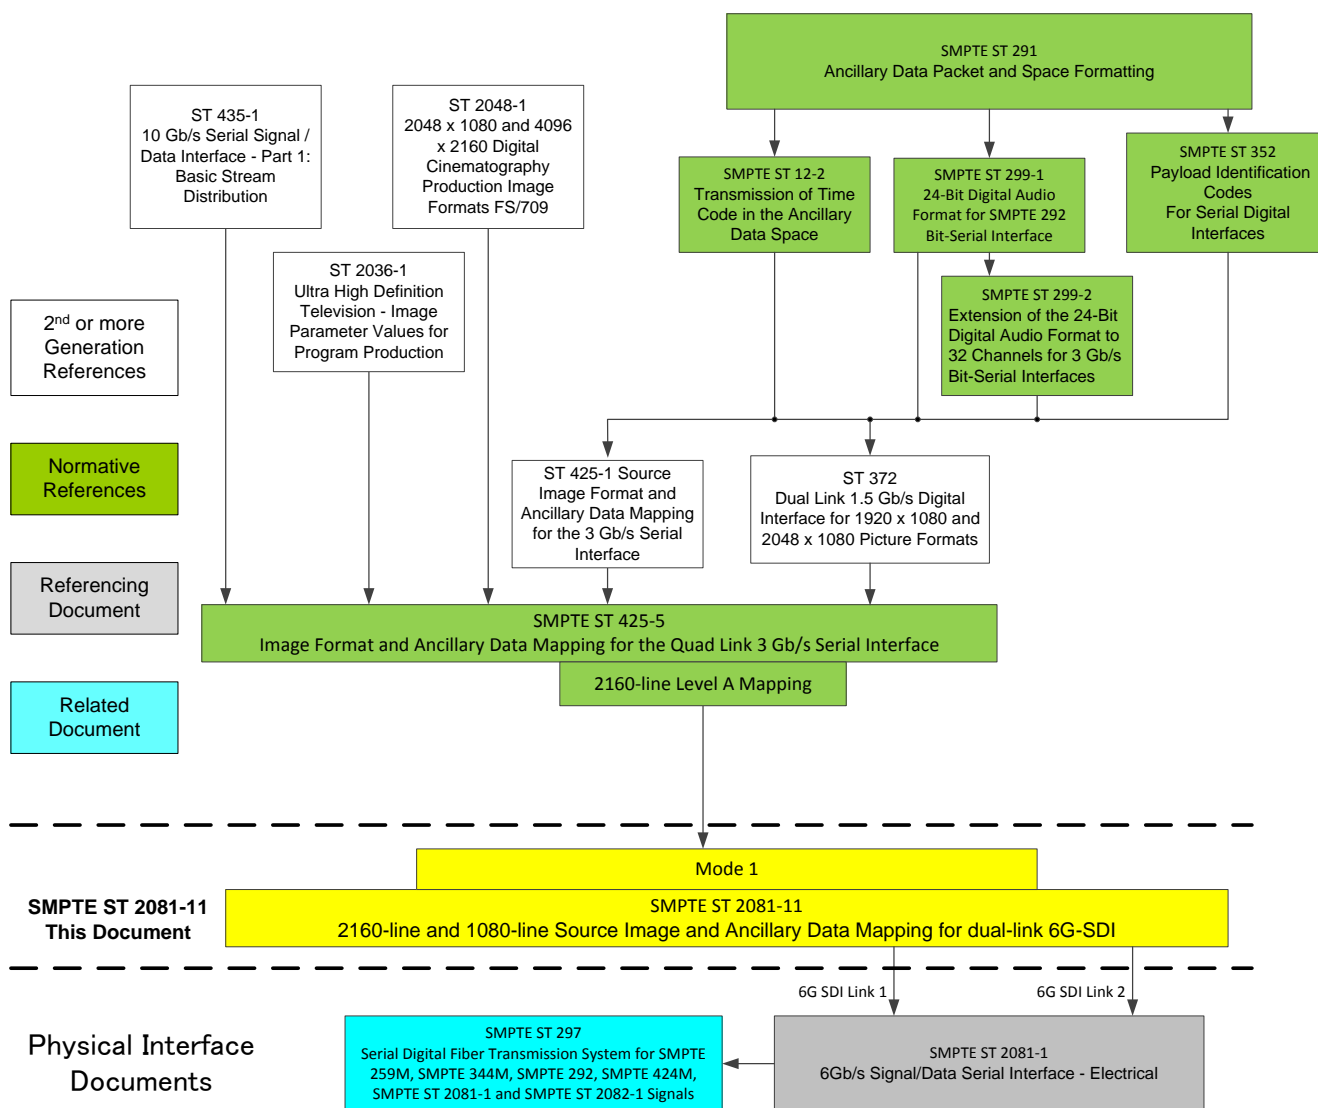 SMPTE ST 291
Ancillary Data Packet and Space Formatting
ST 435-1
10 Gb/s Serial Signal /
Data Interface - Part 1:
Basic Stream
Distribution
ST 2048-1
2048 x 1080 and 4096
x 2160 Digital
Cinematography
Production Image
Formats FS/709
SMPTE ST 12-2
Transmission of Time
Code in the Ancillary
Data Space
SMPTE ST 299-1
24-Bit Digital Audio
Format for SMPTE 292
Bit-Serial Interface
SMPTE ST 352
Payload Identification
Codes
For Serial Digital
Interfaces
ST 2036-1
Ultra High Definition
Television - Image
Parameter Values for
Program Production
SMPTE ST 299-2
Extension of the 24-Bit
Digital Audio Format to
32 Channels for 3 Gb/s
Bit-Serial Interfaces
2nd or more
Generation
References
Normative
References
Referencing
Document
Related
Document
ST 425-1 Source
Image Format and
Ancillary Data Mapping
for the 3 Gb/s Serial
Interface
ST 372
Dual Link 1.5 Gb/s Digital
Interface for 1920 x 1080 and
2048 x 1080 Picture Formats
SMPTE ST 425-5
Image Format and Ancillary Data Mapping for the Quad Link 3 Gb/s Serial Interface
2160-line Level A Mapping
Mode 1
SMPTE ST 2081-11
This Document
SMPTE ST 2081-11
2160-line and 1080-line Source Image and Ancillary Data Mapping for dual-link 6G-SDI
6G SDI Link 1
6G SDI Link 2
Physical Interface
Documents
SMPTE ST 297
Serial Digital Fiber Transmission System for SMPTE
259M, SMPTE 344M, SMPTE 292, SMPTE 424M,
SMPTE ST 2081-1 and SMPTE ST 2082-1 Signals
SMPTE ST 2081-1
6Gb/s Signal/Data Serial Interface - Electrical